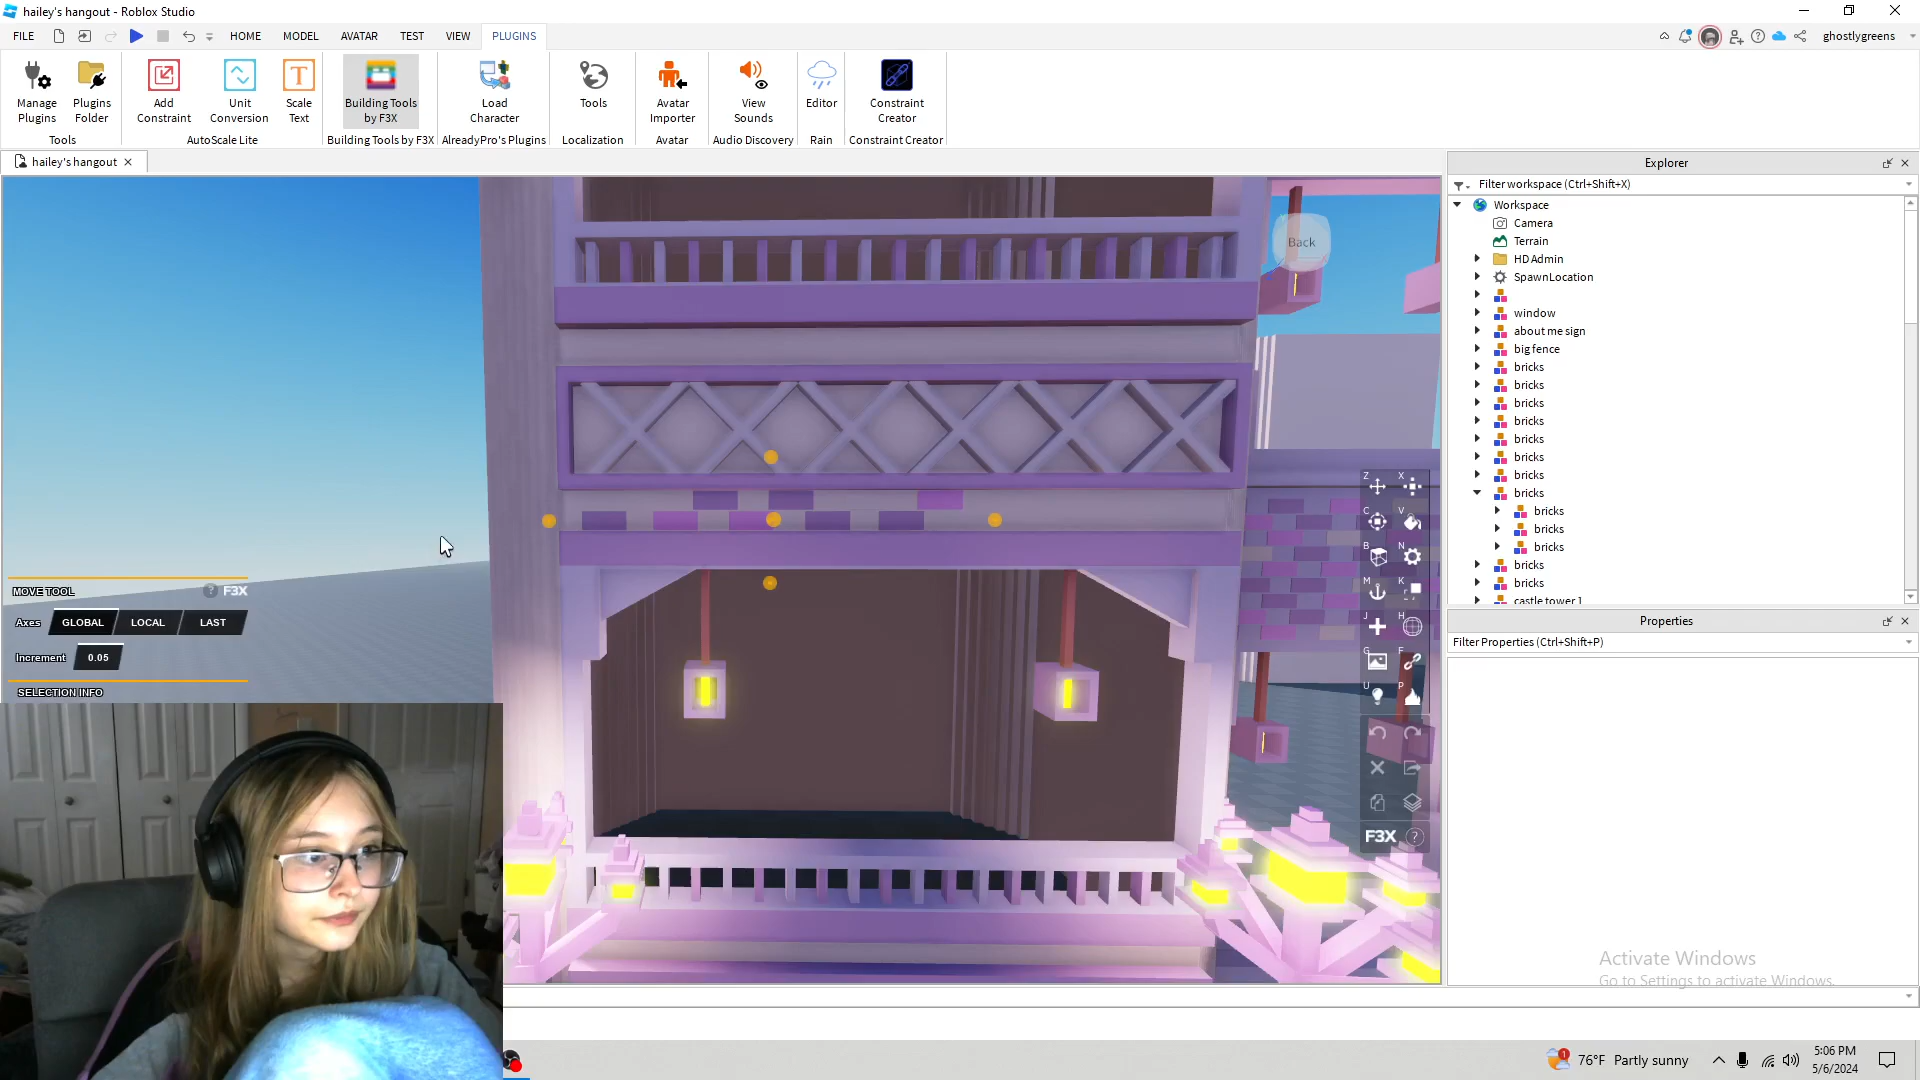 hailey's hangout - Roblox Studio
FILE HOME MODEL AVATAR TEST VIEW PLUGINS ghostlygreens
Manage Plugins
Plugins Folder
Tools
Add Constraint
Unit Conversion
Scale Text
AutoScale Lite
Building Tools by F3X
Building Tools by F3X
Load Character
AlreadyPro's Plugins
Tools
Localization
Avatar Importer
Avatar
View Sounds
Audio Discovery
Editor
Rain
Constraint Creator
Constraint Creator
hailey's hangout
Back
MOVE TOOL ? F3X
Axes GLOBAL LOCAL LAST
Increment 0.05
SELECTION INFO
Z X
C V
B N
M K
J H
G F
U P
F3X ?
Explorer
Filter workspace (Ctrl+Shift+X)
Workspace
Camera
Terrain
HD Admin
SpawnLocation
window
about me sign
big fence
bricks
bricks
bricks
bricks
bricks
bricks
bricks
bricks
bricks
bricks
bricks
bricks
bricks
castle tower 1
Properties
Filter Properties (Ctrl+Shift+P)
Activate Windows
Go to Settings to activate Windows.
1 76°F Partly sunny
5:06 PM
5/6/2024